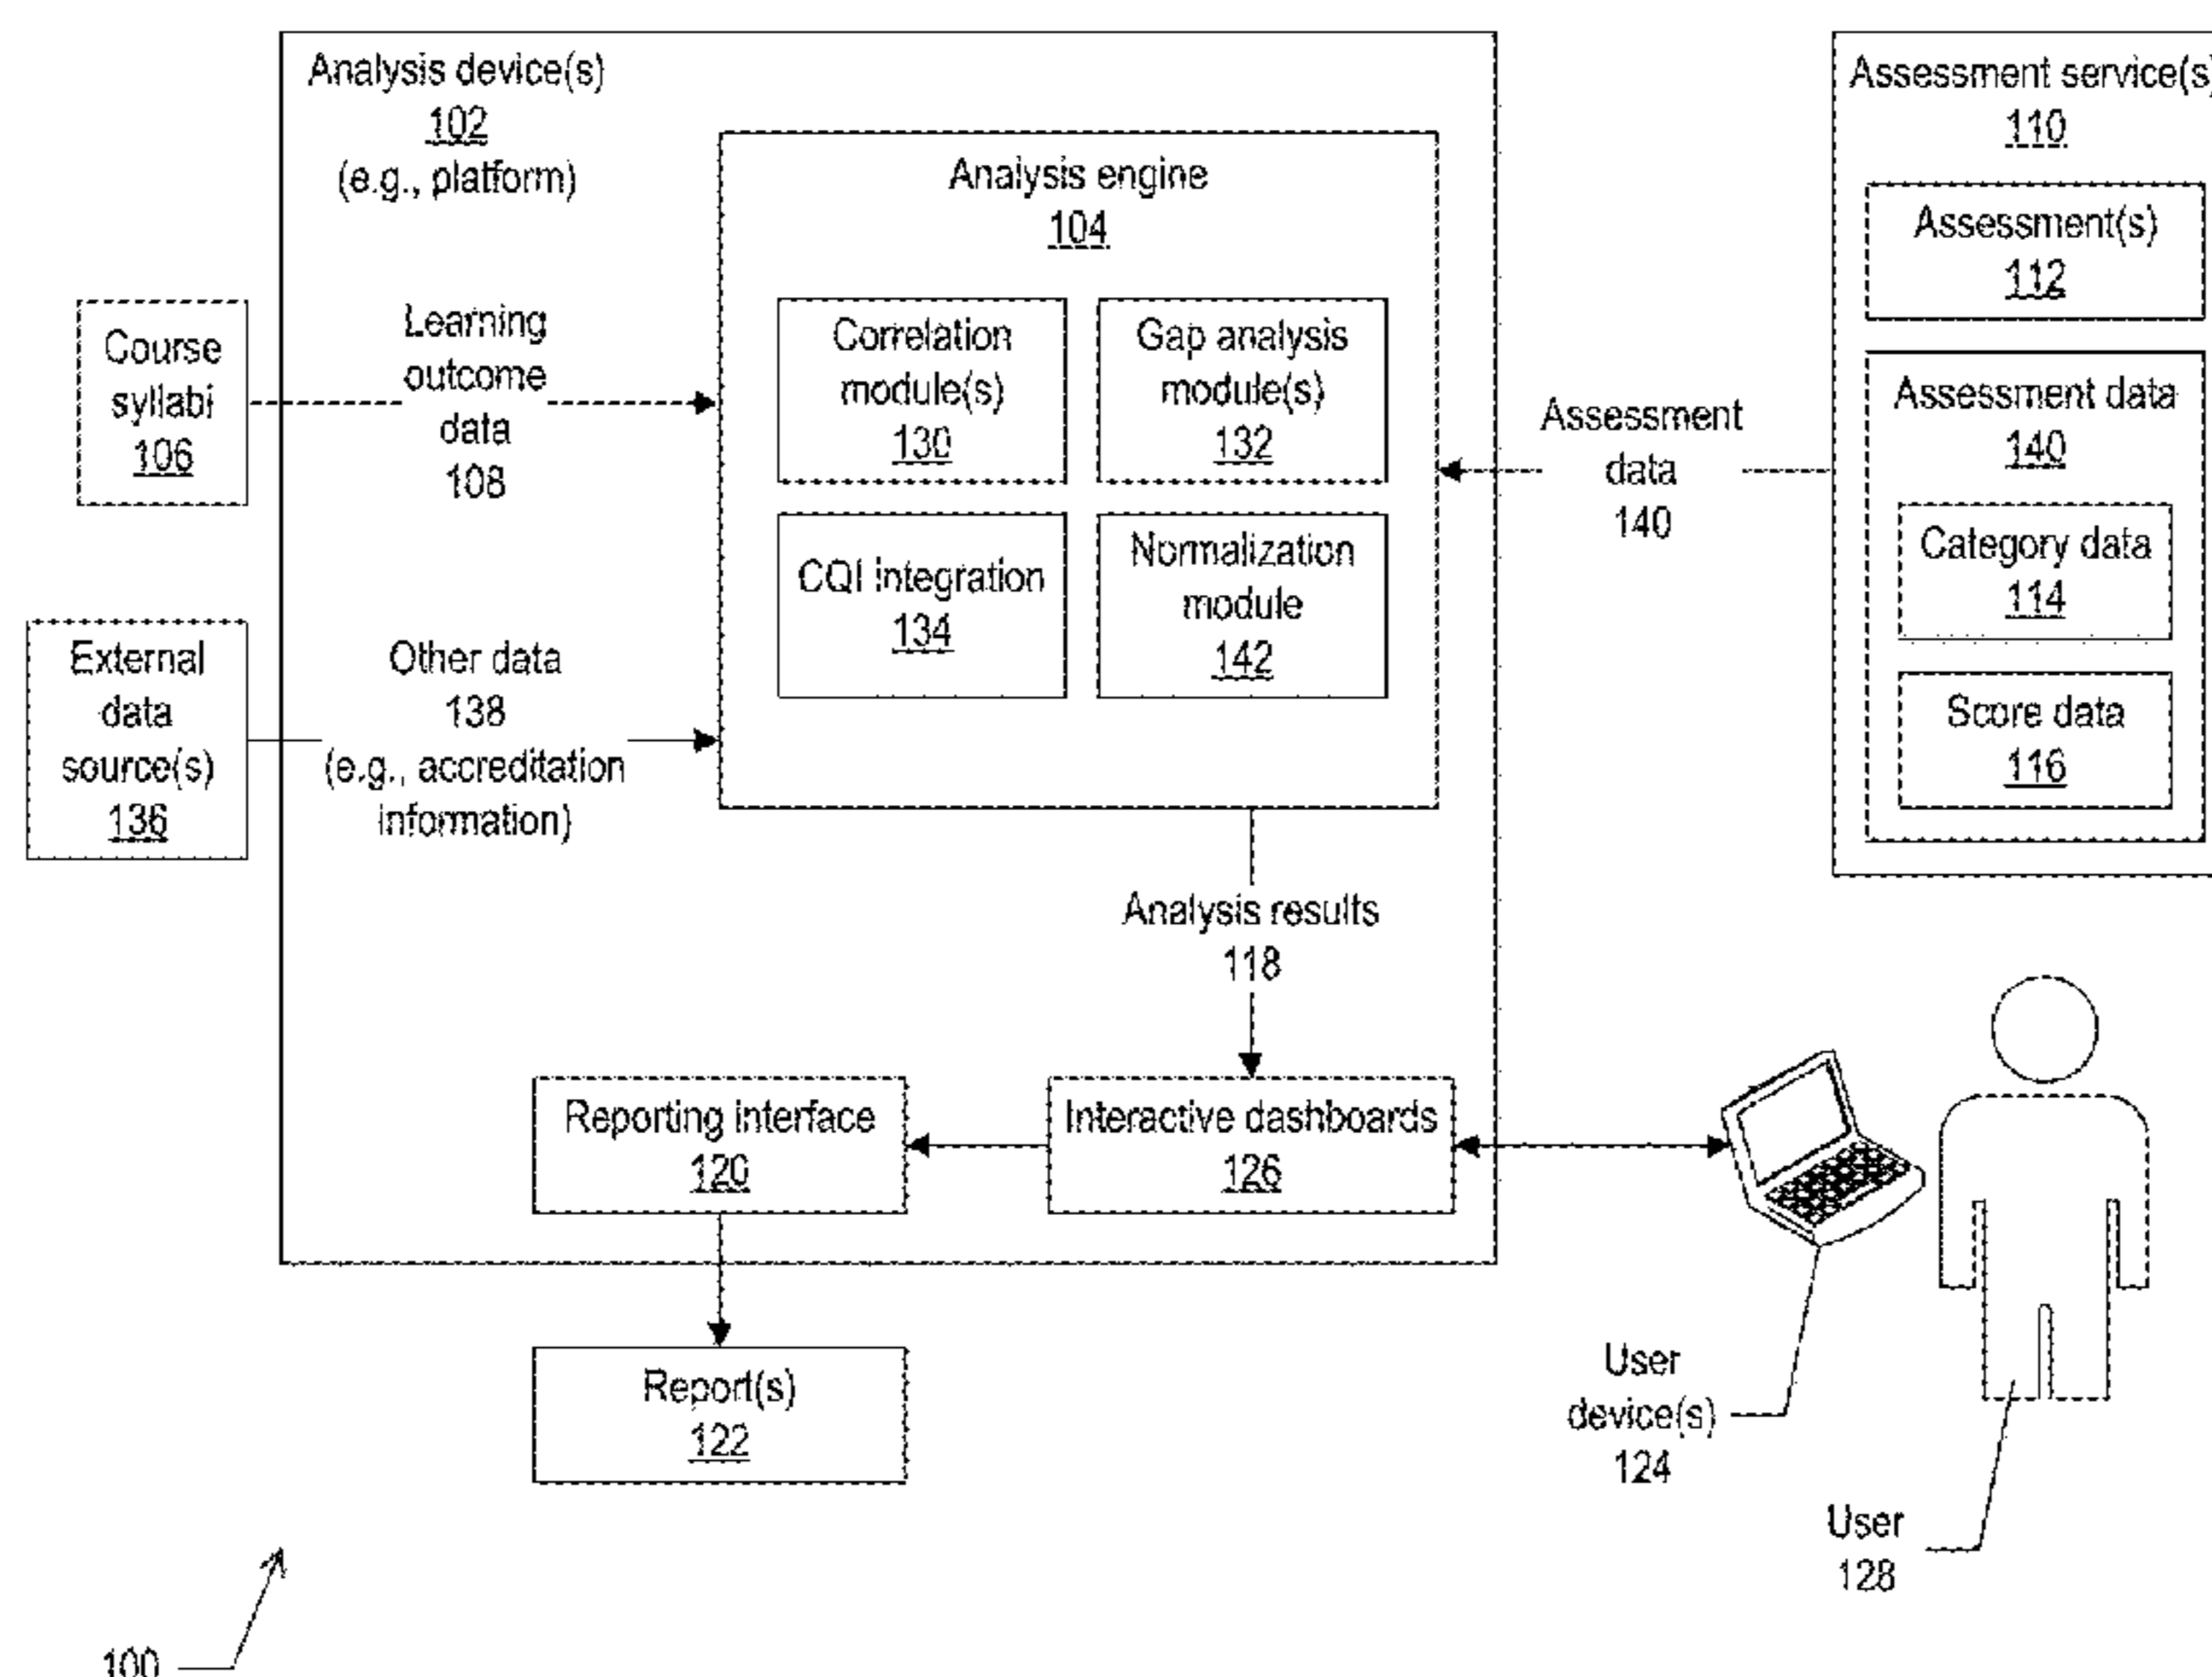 Analysis device(s)
102
(e.g., platform)
Analysis engine
104
Correlation
module(s)
130
Gap analysis
module(s)
132
CQI integration
134
Normalization
module
142
Course
syllabi
106
Learning
outcome
data
108
External
data
source(s)
136
Other data
138
(e.g., accreditation
information)
Assessment
data
140
Assessment service(s)
110
Assessment(s)
112
Assessment data
140
Category data
114
Score data
116
Analysis results
118
Reporting interface
120
Interactive dashboards
126
Report(s)
122
User
device(s)
124
User
128
100